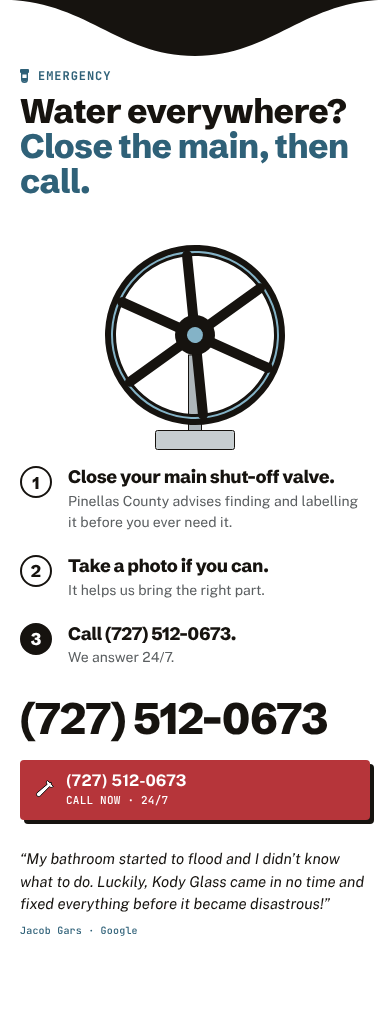 EMERGENCY
Water everywhere?
Close the main, then
call.
1 Close your main shut-off valve.
Pinellas County advises finding and labelling
it before you ever need it.
2 Take a photo if you can.
It helps us bring the right part.
3 Call (727) 512-0673.
We answer 24/7.
(727) 512-0673
(727) 512-0673
CALL NOW · 24/7
“My bathroom started to flood and I didn’t know
what to do. Luckily, Kody Glass came in no time and
fixed everything before it became disastrous!”
Jacob Gars · Google